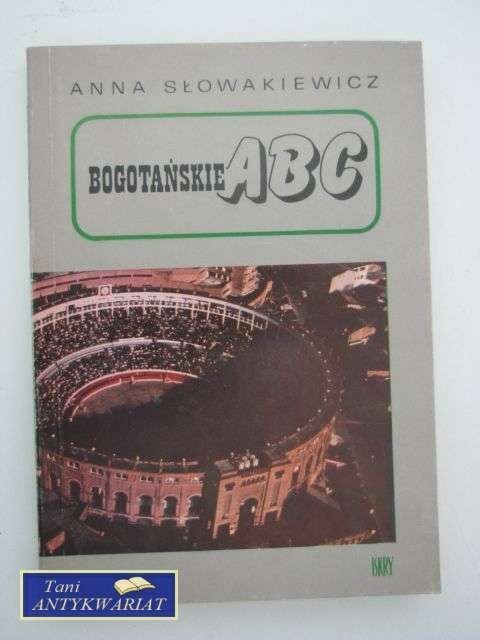 ANNA SŁOWAKIEWICZ
BOGOTAŃSKIE ABC
ISKRY
Tani
ANTYKWARIAT